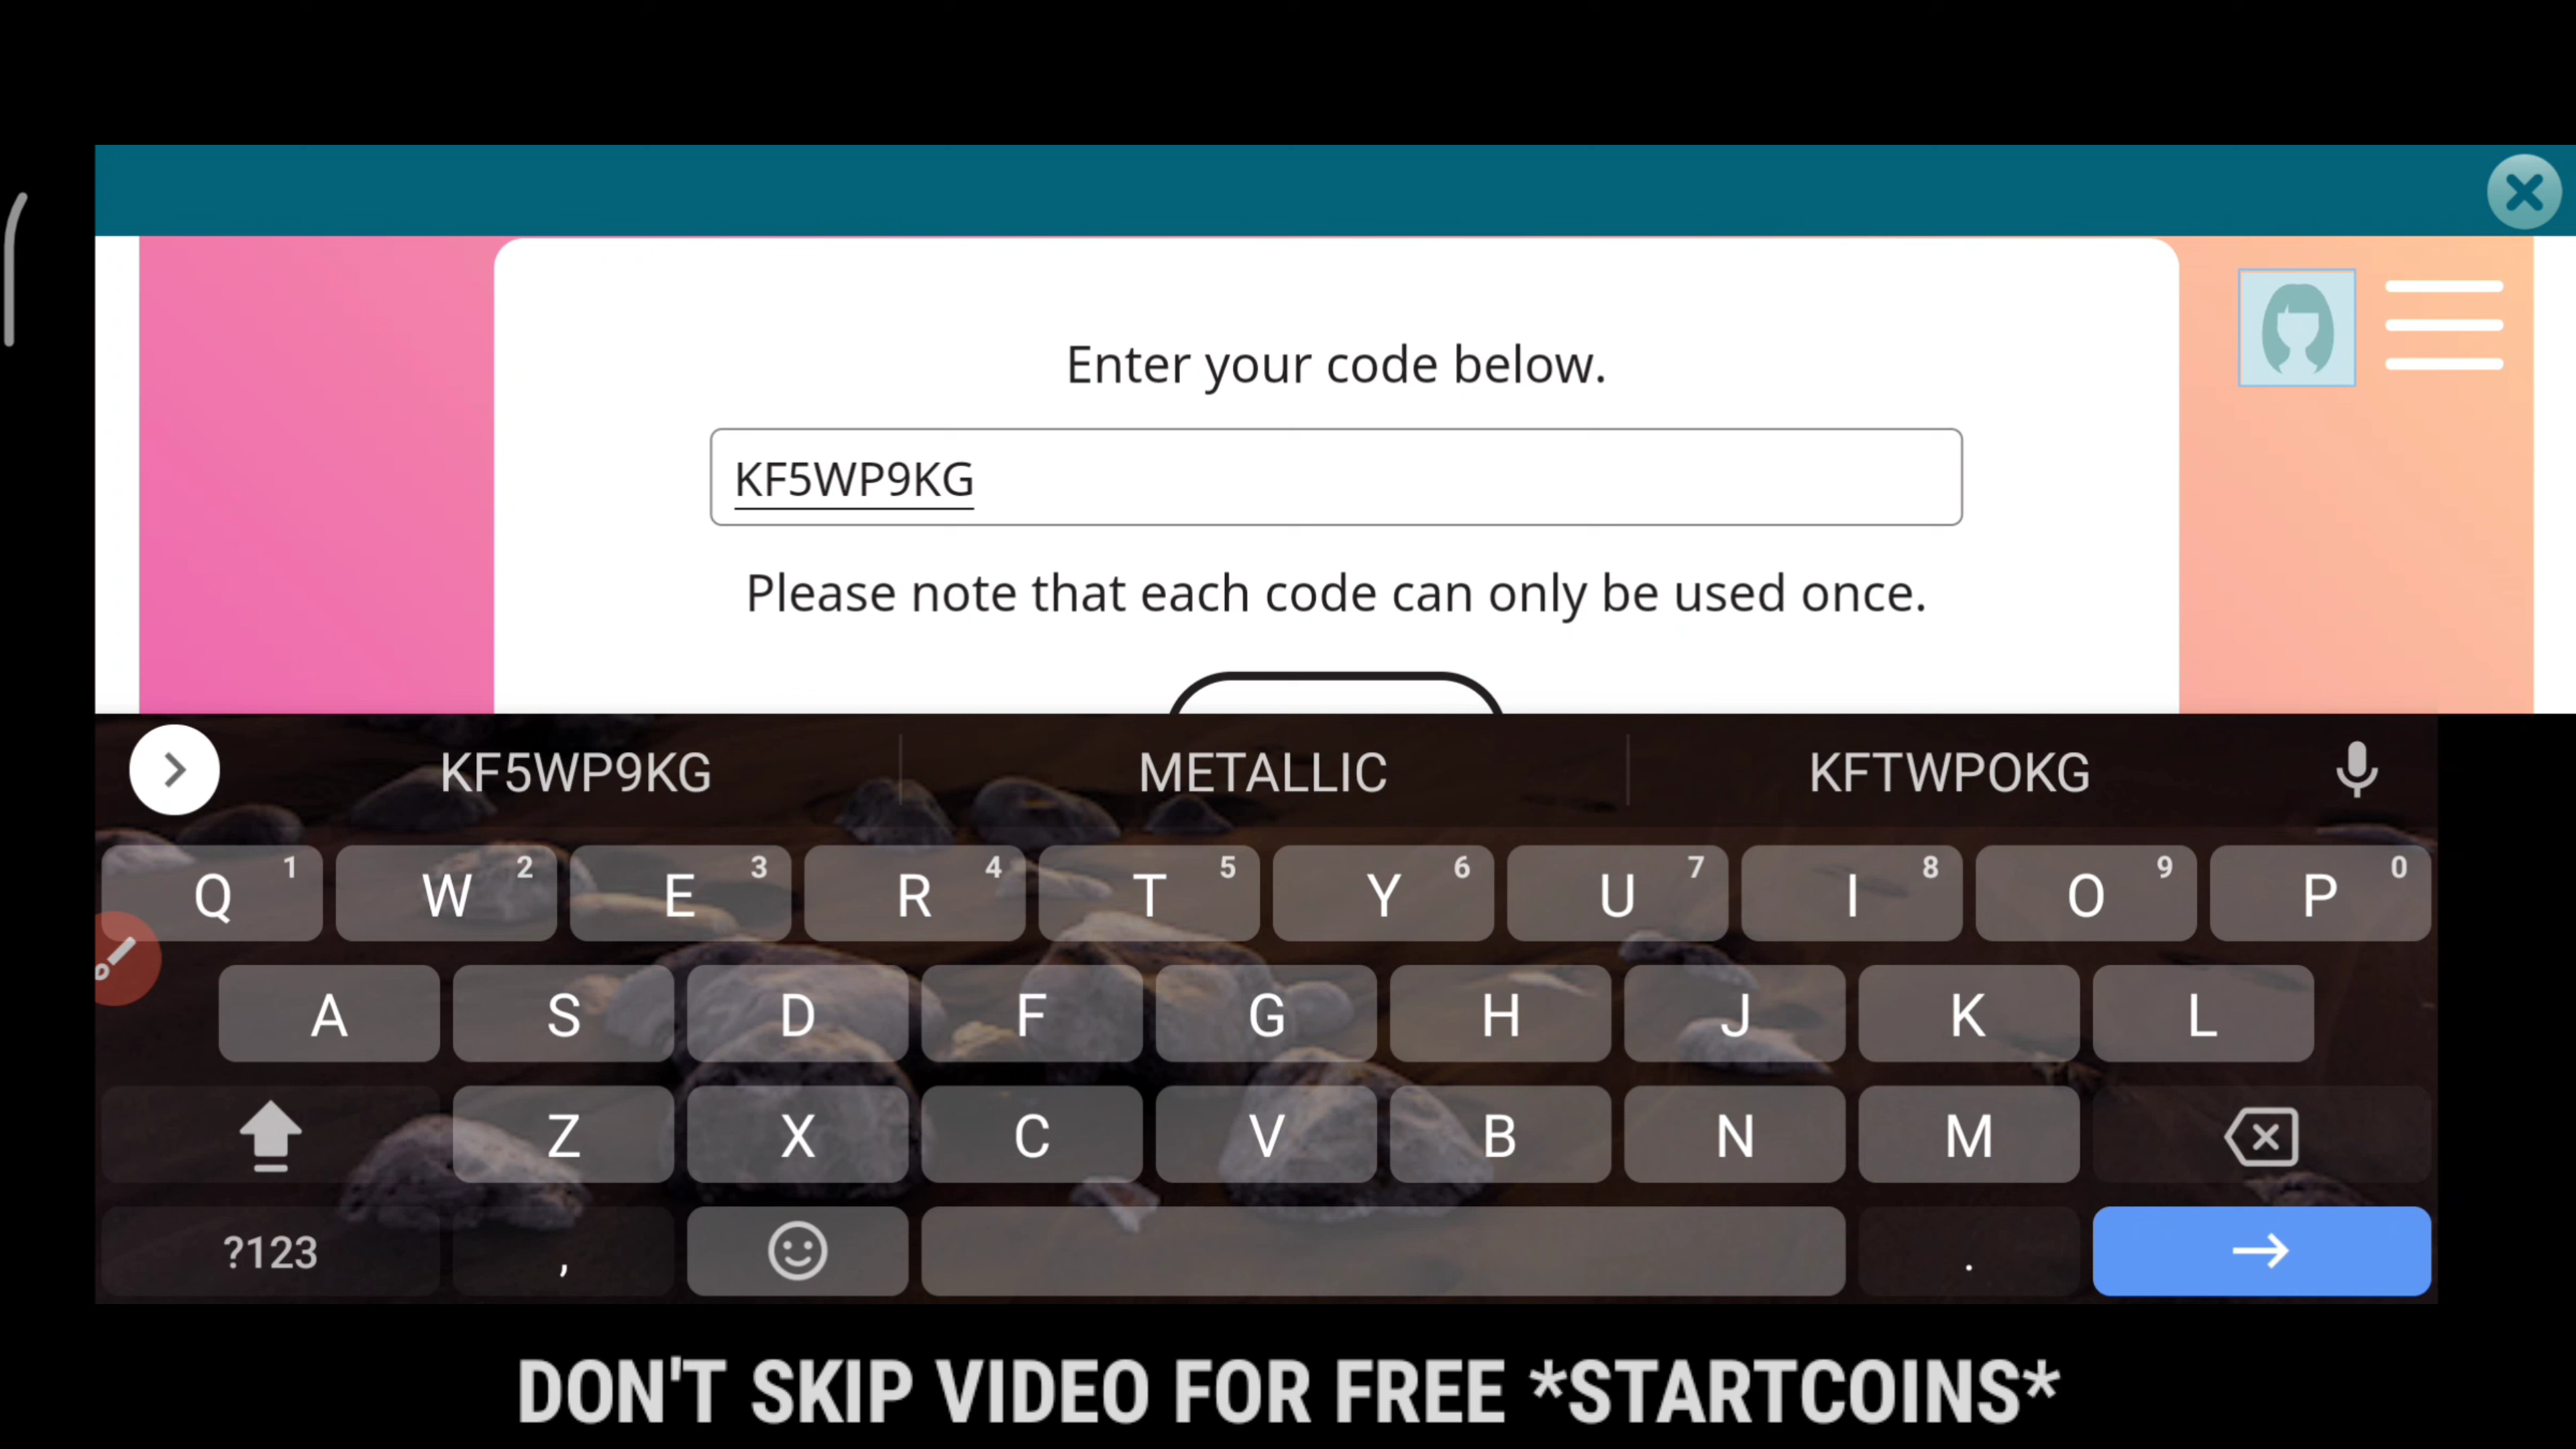 Enter your code below.
KF5WP9KG
Please note that each code can only be used once.
KF5WP9KG METALLIC KFTWPOKG
Q 1 W 2 E 3 R 4 T 5 Y 6 U 7 I 8 O 9 P 0
A S D F G H J K L
Z X C V B N M
?123 , .
DON'T SKIP VIDEO FOR FREE *STARTCOINS*